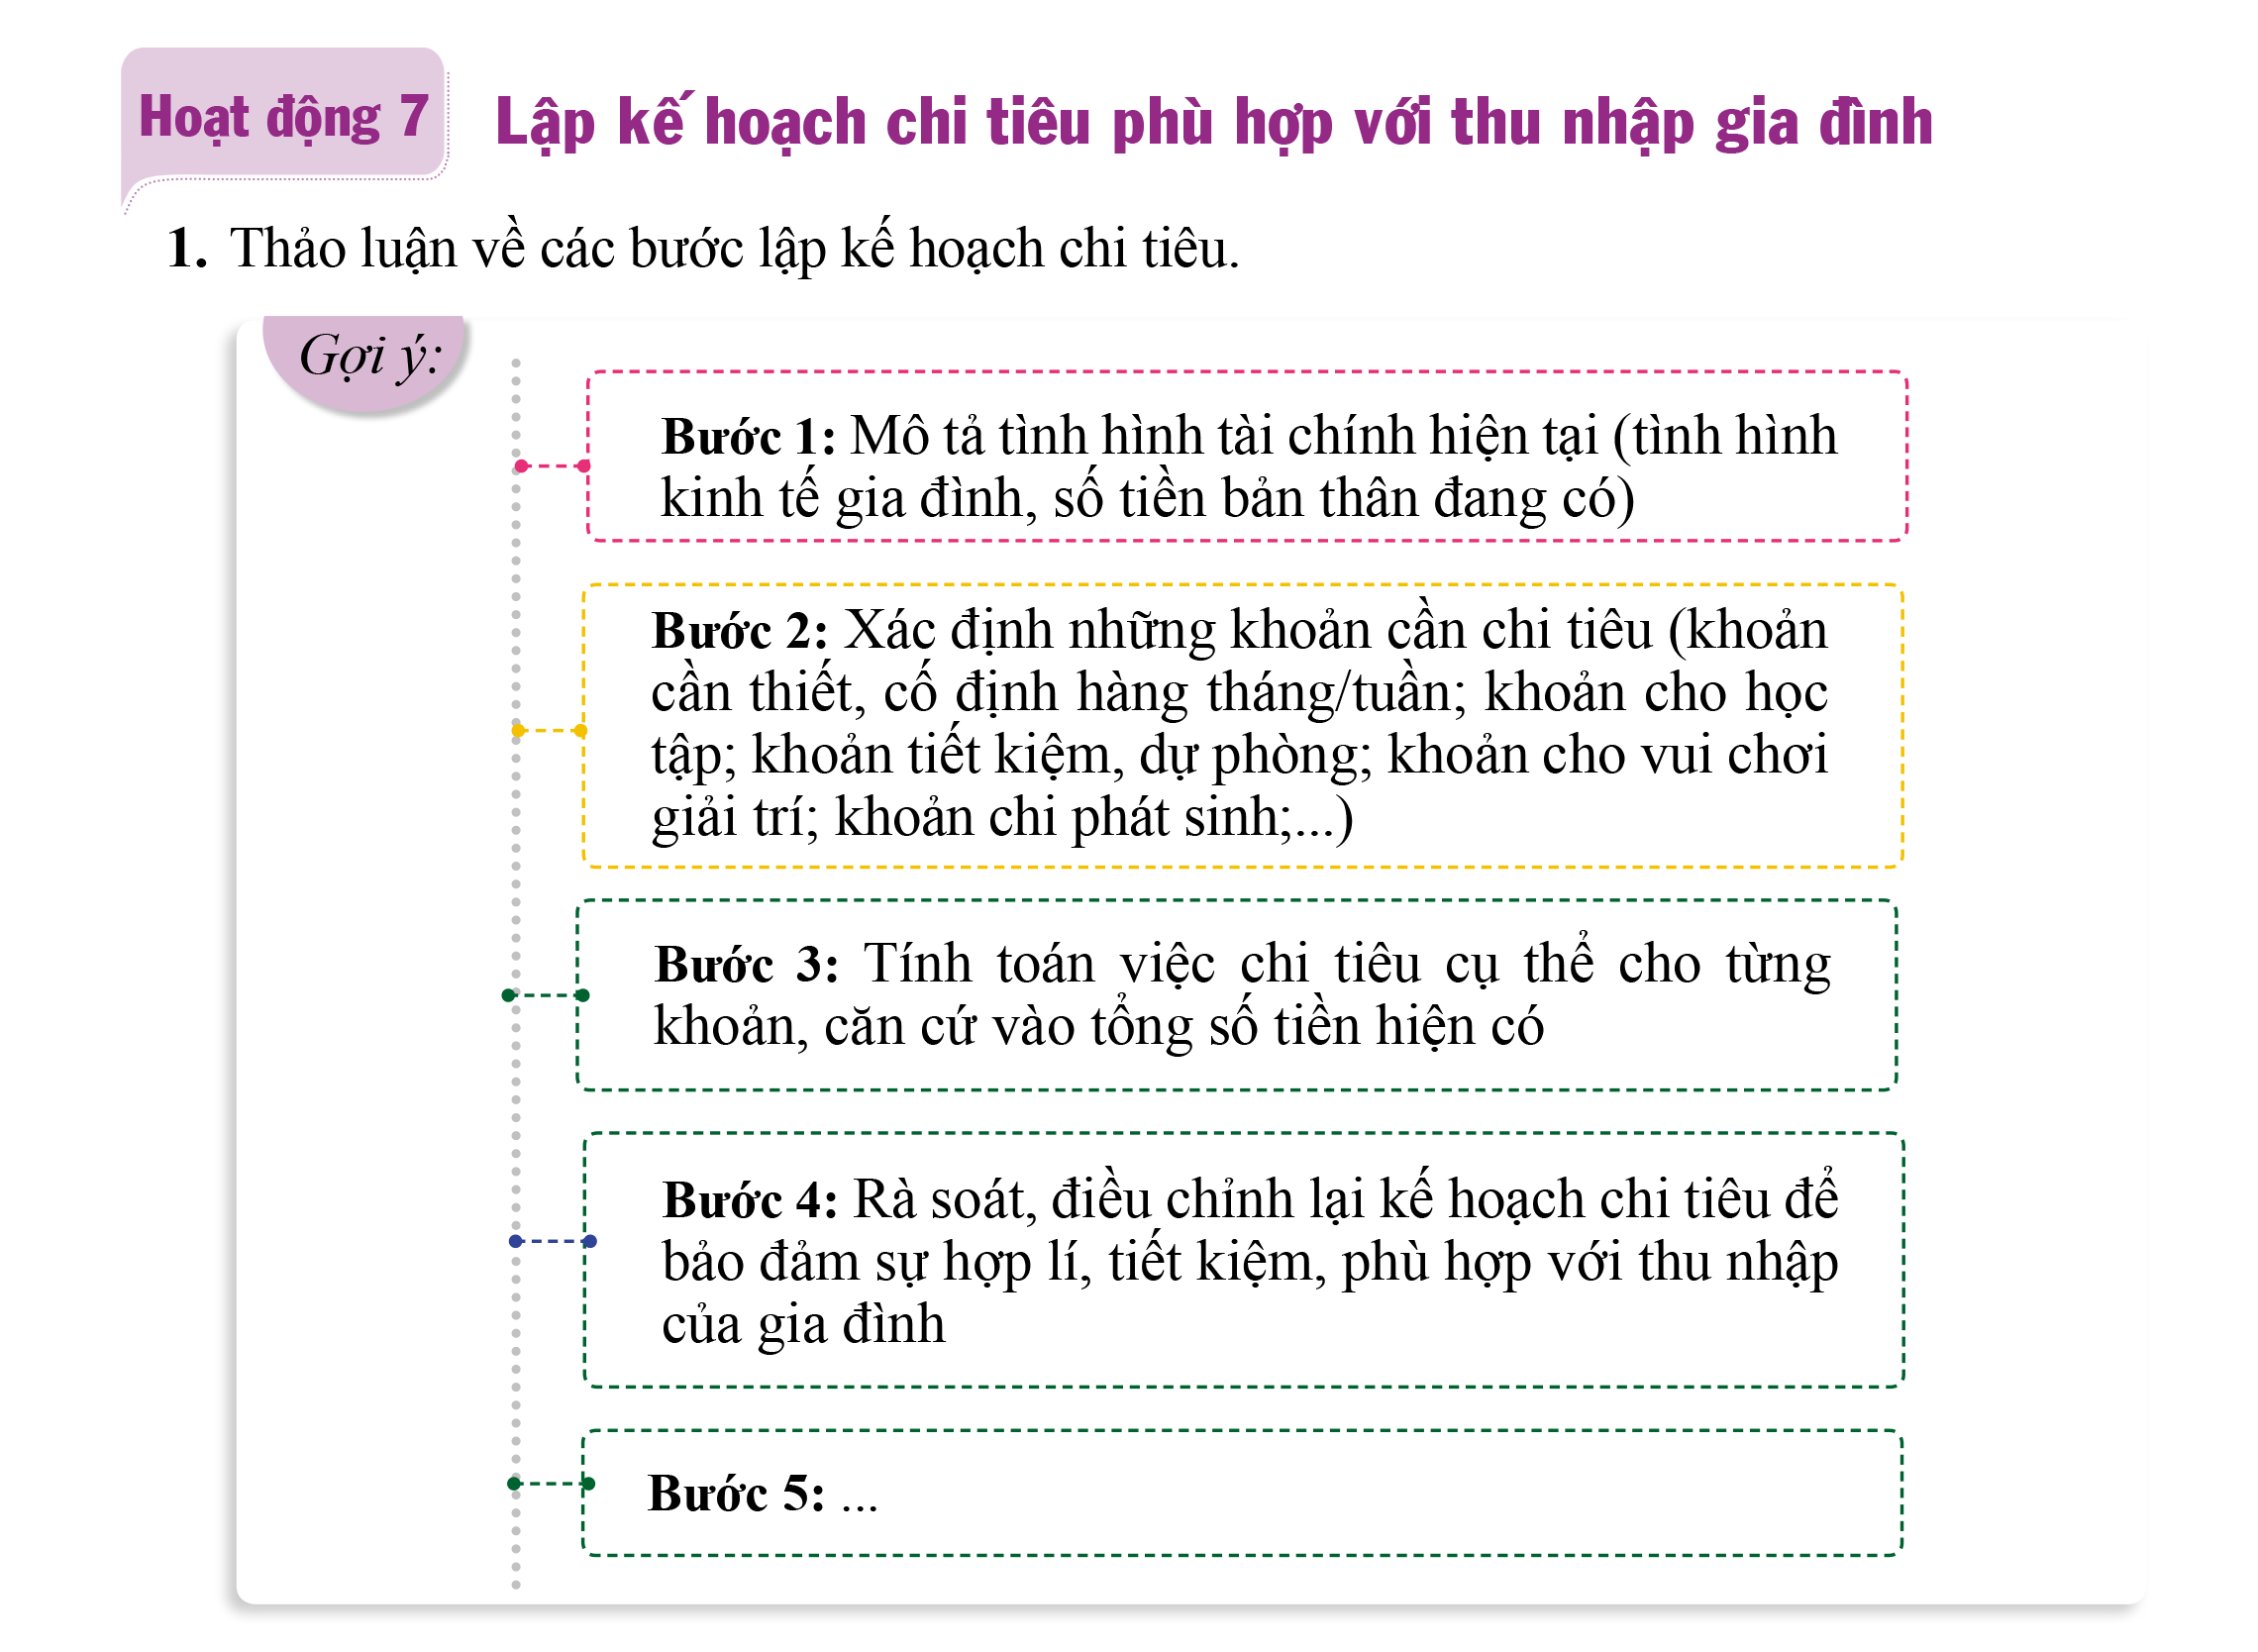 Hoạt động 7
Lập kế hoạch chi tiêu phù hợp với thu nhập gia đình
1. Thảo luận về các bước lập kế hoạch chi tiêu.
Gợi ý:
Bước 1: Mô tả tình hình tài chính hiện tại (tình hình
kinh tế gia đình, số tiền bản thân đang có)
Bước 2: Xác định những khoản cần chi tiêu (khoản
cần thiết, cố định hàng tháng/tuần; khoản cho học
tập; khoản tiết kiệm, dự phòng; khoản cho vui chơi
giải trí; khoản chi phát sinh;...)
Bước 3: Tính toán việc chi tiêu cụ thể cho từng
khoản, căn cứ vào tổng số tiền hiện có
Bước 4: Rà soát, điều chỉnh lại kế hoạch chi tiêu để
bảo đảm sự hợp lí, tiết kiệm, phù hợp với thu nhập
của gia đình
Bước 5: ...